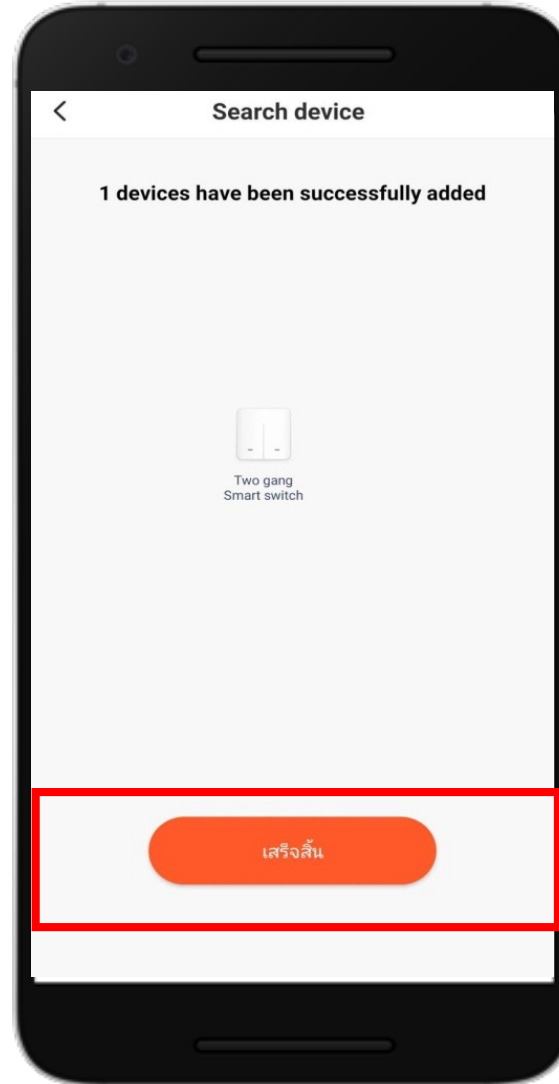 Search device
1 devices have been successfully added
Two gang
Smart switch
เสร็จสิ้น